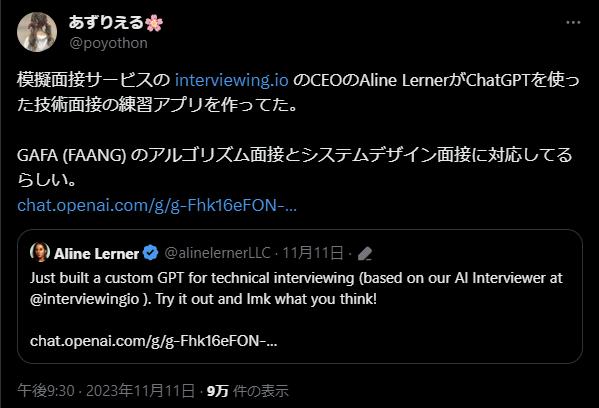 あずりえる🌸
@poyothon
模擬面接サービスの interviewing.io のCEOのAline LernerがChatGPTを使っ
た技術面接の練習アプリを作ってた。
GAFA (FAANG) のアルゴリズム面接とシステムデザイン面接に対応してる
らしい。
chat.openai.com/g/g-Fhk16eFON-...
Aline Lerner @alinelernerLLC · 11月11日 ·
Just built a custom GPT for technical interviewing (based on our AI Interviewer at
@interviewingio ). Try it out and lmk what you think!
chat.openai.com/g/g-Fhk16eFON-...
午後9:30 · 2023年11月11日 · 9万 件の表示